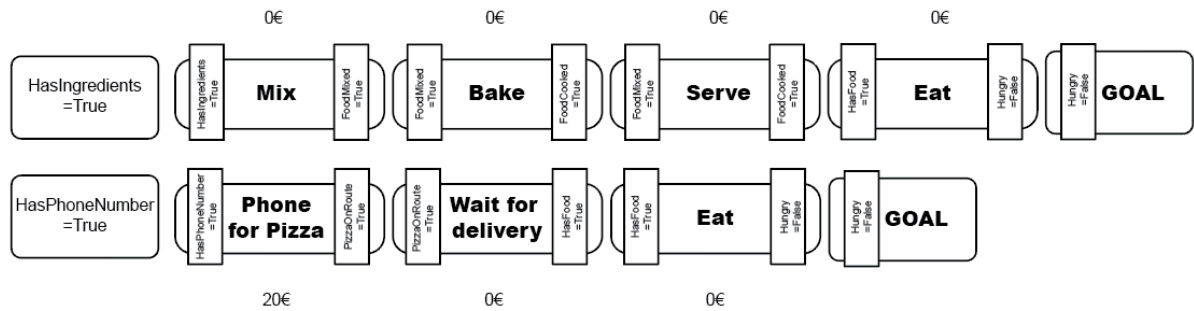 0€
0€
0€
0€
HasIngredients
=True
HasIngredients
=True
Mix
FoodMixed
=True
FoodMixed
=True
Bake
FoodCooked
=True
FoodMixed
=True
Serve
FoodCooked
=True
HasFood
=True
Eat
Hungry
=False
Hungry
=False
GOAL
HasPhoneNumber
=True
HasPhoneNumber
=True
Phone
for Pizza
PizzaOnRoute
=True
PizzaOnRoute
=True
Wait for
delivery
HasFood
=True
HasFood
=True
Eat
Hungry
=False
Hungry
=False
GOAL
20€
0€
0€